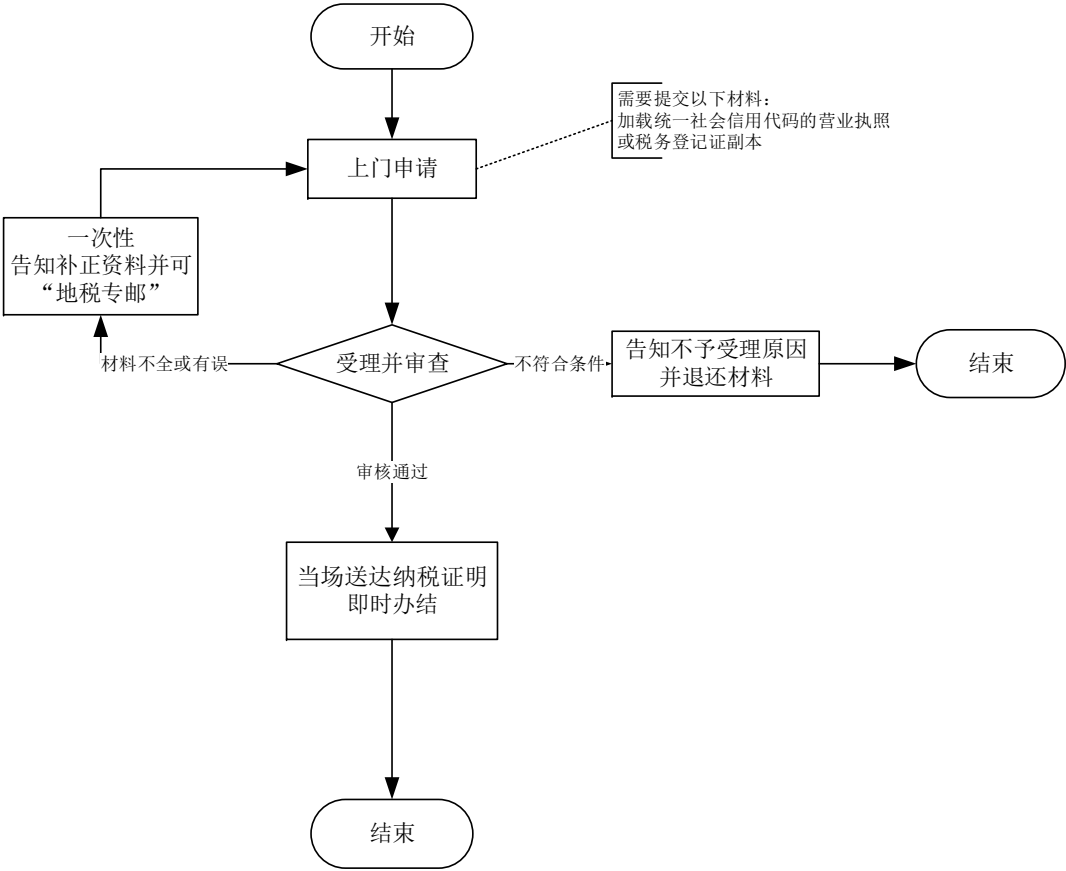 开始
需要提交以下材料：
加载统一社会信用代码的营业执照
或税务登记证副本
上门申请
一次性
告知补正资料并可
“地税专邮”
材料不全或有误
受理并审查
不符合条件
告知不予受理原因
并退还材料
结束
审核通过
当场送达纳税证明
即时办结
结束